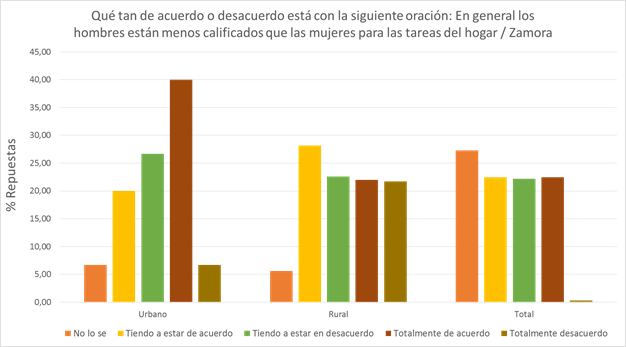 Qué tan de acuerdo o desacuerdo está con la siguiente oración: En general los
hombres están menos calificados que las mujeres para las tareas del hogar / Zamora
% Repuestas
45,00
40,00
35,00
30,00
25,00
20,00
15,00
10,00
5,00
0,00
Urbano Rural Total
No lo se Tiendo a estar de acuerdo Tiendo a estar en desacuerdo Totalmente de acuerdo Totalmente desacuerdo